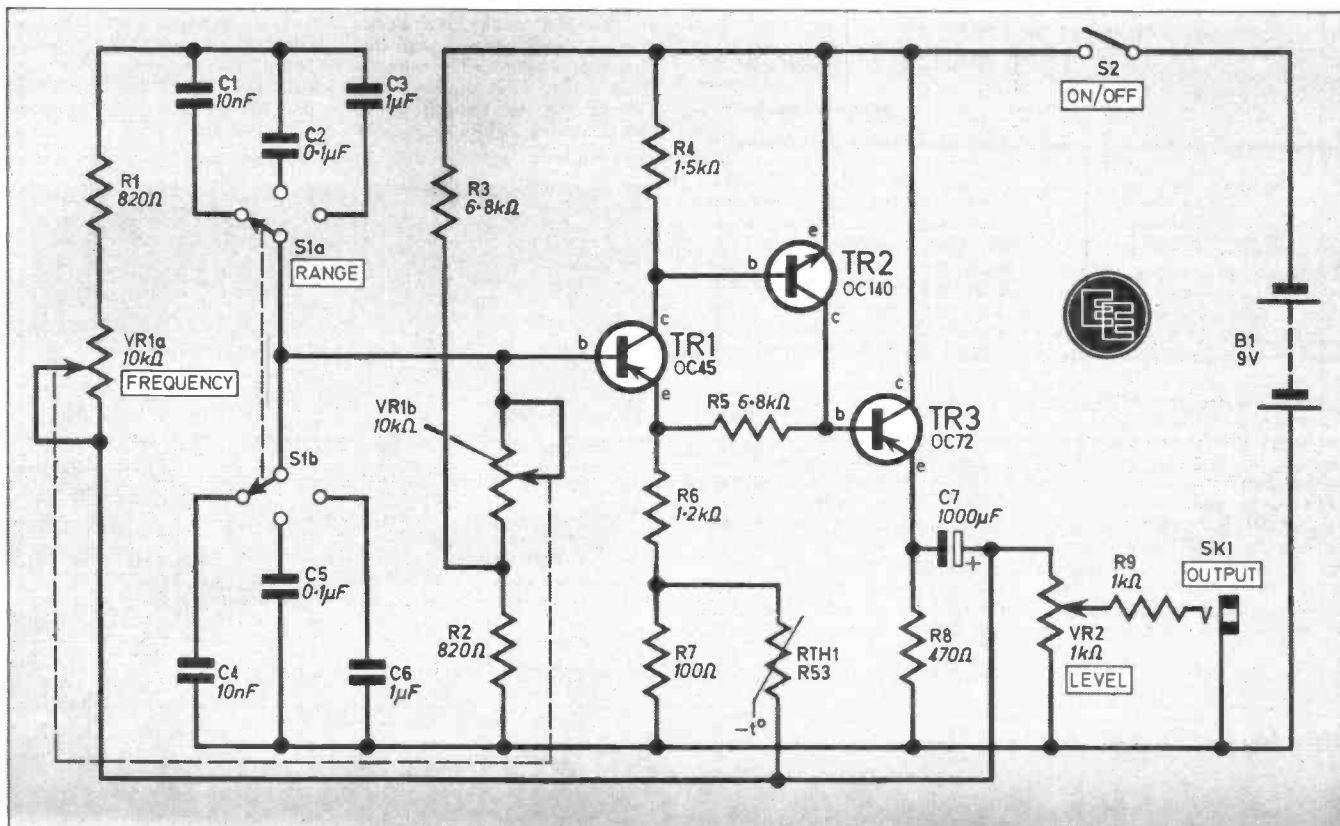 C1
10nF
C3
1µF
C2
0·1µF
S2
ON/OFF
R1
820Ω
R3
6·8kΩ
R4
1·5kΩ
S1a
RANGE
e
b
TR2
OC140
c
EE
B1
9V
VR1a
10kΩ
FREQUENCY
c
b
TR1
OC45
e
c
b
TR3
OC72
e
VR1b
10kΩ
R5 6·8kΩ
S1b
R6
1·2kΩ
C7
1000µF
+
SK1
OUTPUT
R9
1kΩ
C5
0·1µF
R2
820Ω
R7
100Ω
RTH1
R53
-t°
R8
470Ω
VR2
1kΩ
LEVEL
C4
10nF
C6
1µF